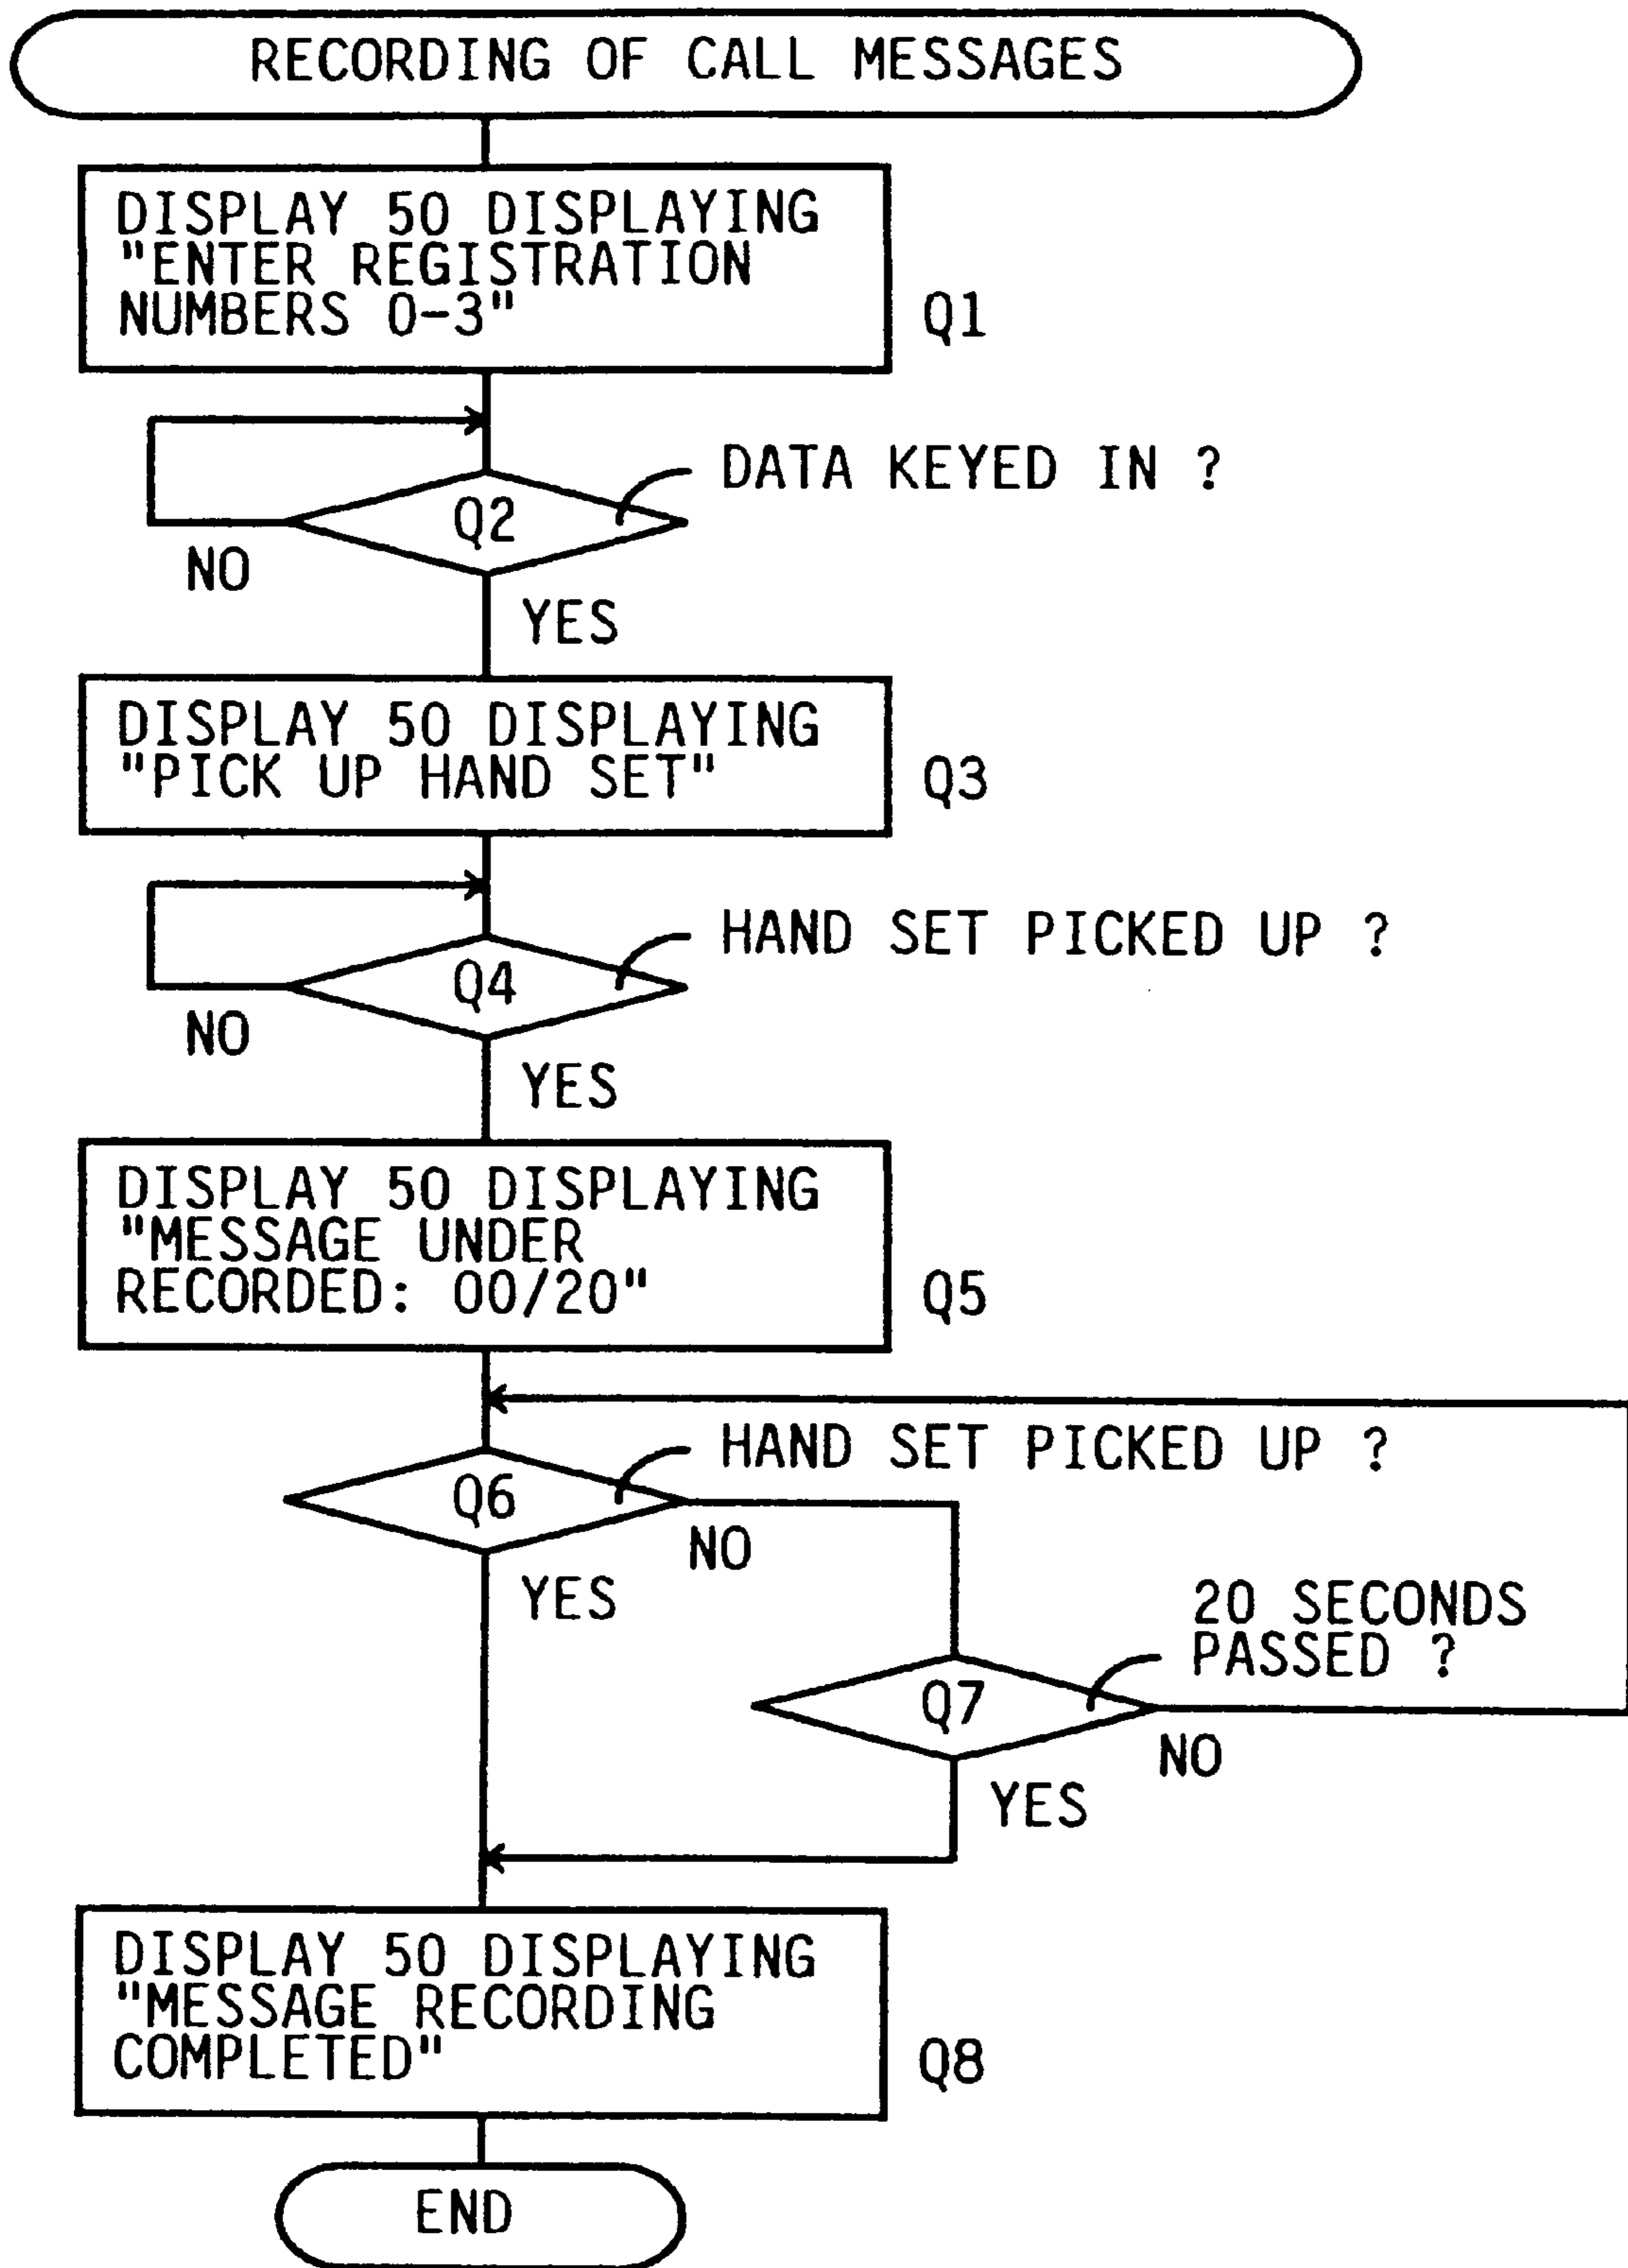 RECORDING OF CALL MESSAGES
DISPLAY 50 DISPLAYING
"ENTER REGISTRATION
NUMBERS 0-3"
Q1
DATA KEYED IN ?
Q2
NO
YES
DISPLAY 50 DISPLAYING
"PICK UP HAND SET"
Q3
HAND SET PICKED UP ?
Q4
NO
YES
DISPLAY 50 DISPLAYING
"MESSAGE UNDER
RECORDED: 00/20"
Q5
HAND SET PICKED UP ?
Q6
NO
YES
20 SECONDS
PASSED ?
Q7
NO
YES
DISPLAY 50 DISPLAYING
"MESSAGE RECORDING
COMPLETED"
Q8
END